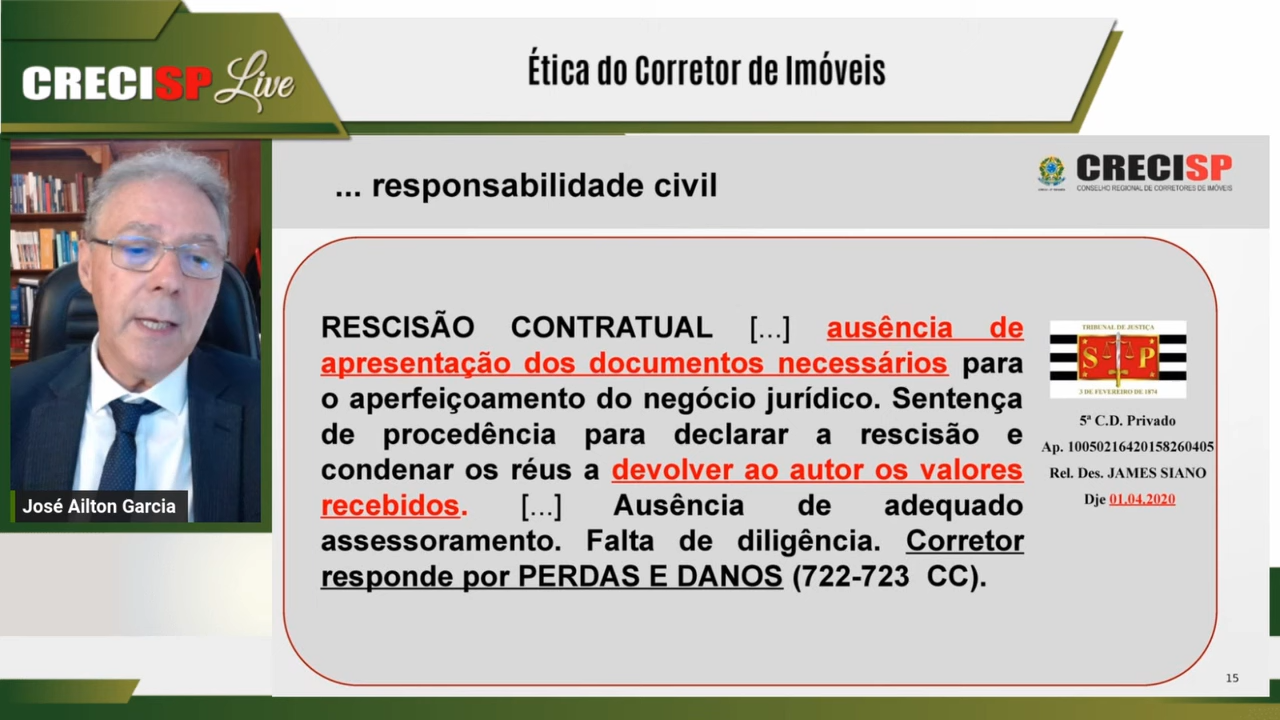 CRECISP Live
Ética do Corretor de Imóveis
... responsabilidade civil
CRECISP
CONSELHO REGIONAL DE CORRETORES DE IMÓVEIS
RESCISÃO CONTRATUAL [...] ausência de
apresentação dos documentos necessários para
o aperfeiçoamento do negócio jurídico. Sentença
de procedência para declarar a rescisão e
condenar os réus a devolver ao autor os valores
recebidos. [...] Ausência de adequado
assessoramento. Falta de diligência. Corretor
responde por PERDAS E DANOS (722-723 CC).
TRIBUNAL DE JUSTIÇA
S P
3 DE FEVEREIRO DE 1874
5ª C.D. Privado
Ap. 10050216420158260405
Rel. Des. JAMES SIANO
Dje 01.04.2020
José Ailton Garcia
15